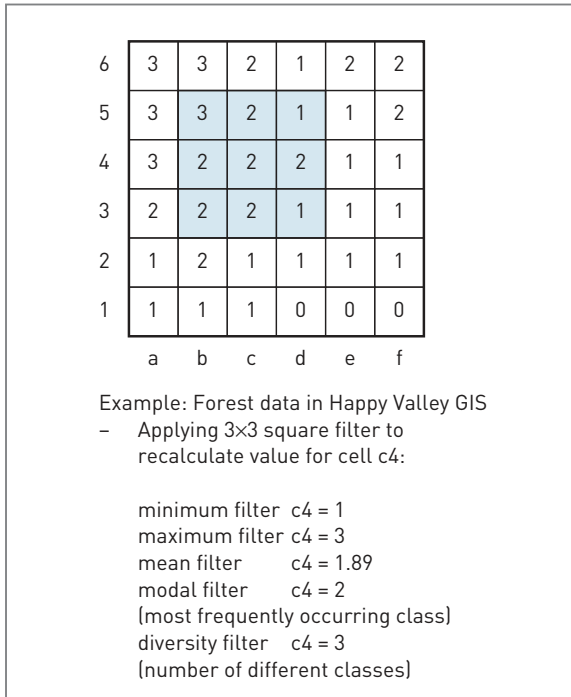 6 3 3 2 1 2 2
5 3 3 2 1 1 2
4 3 2 2 2 1 1
3 2 2 2 1 1 1
2 1 2 1 1 1 1
1 1 1 1 0 0 0
a b c d e f
Example: Forest data in Happy Valley GIS
– Applying 3×3 square filter to
recalculate value for cell c4:
minimum filter c4 = 1
maximum filter c4 = 3
mean filter c4 = 1.89
modal filter c4 = 2
(most frequently occurring class)
diversity filter c4 = 3
(number of different classes)